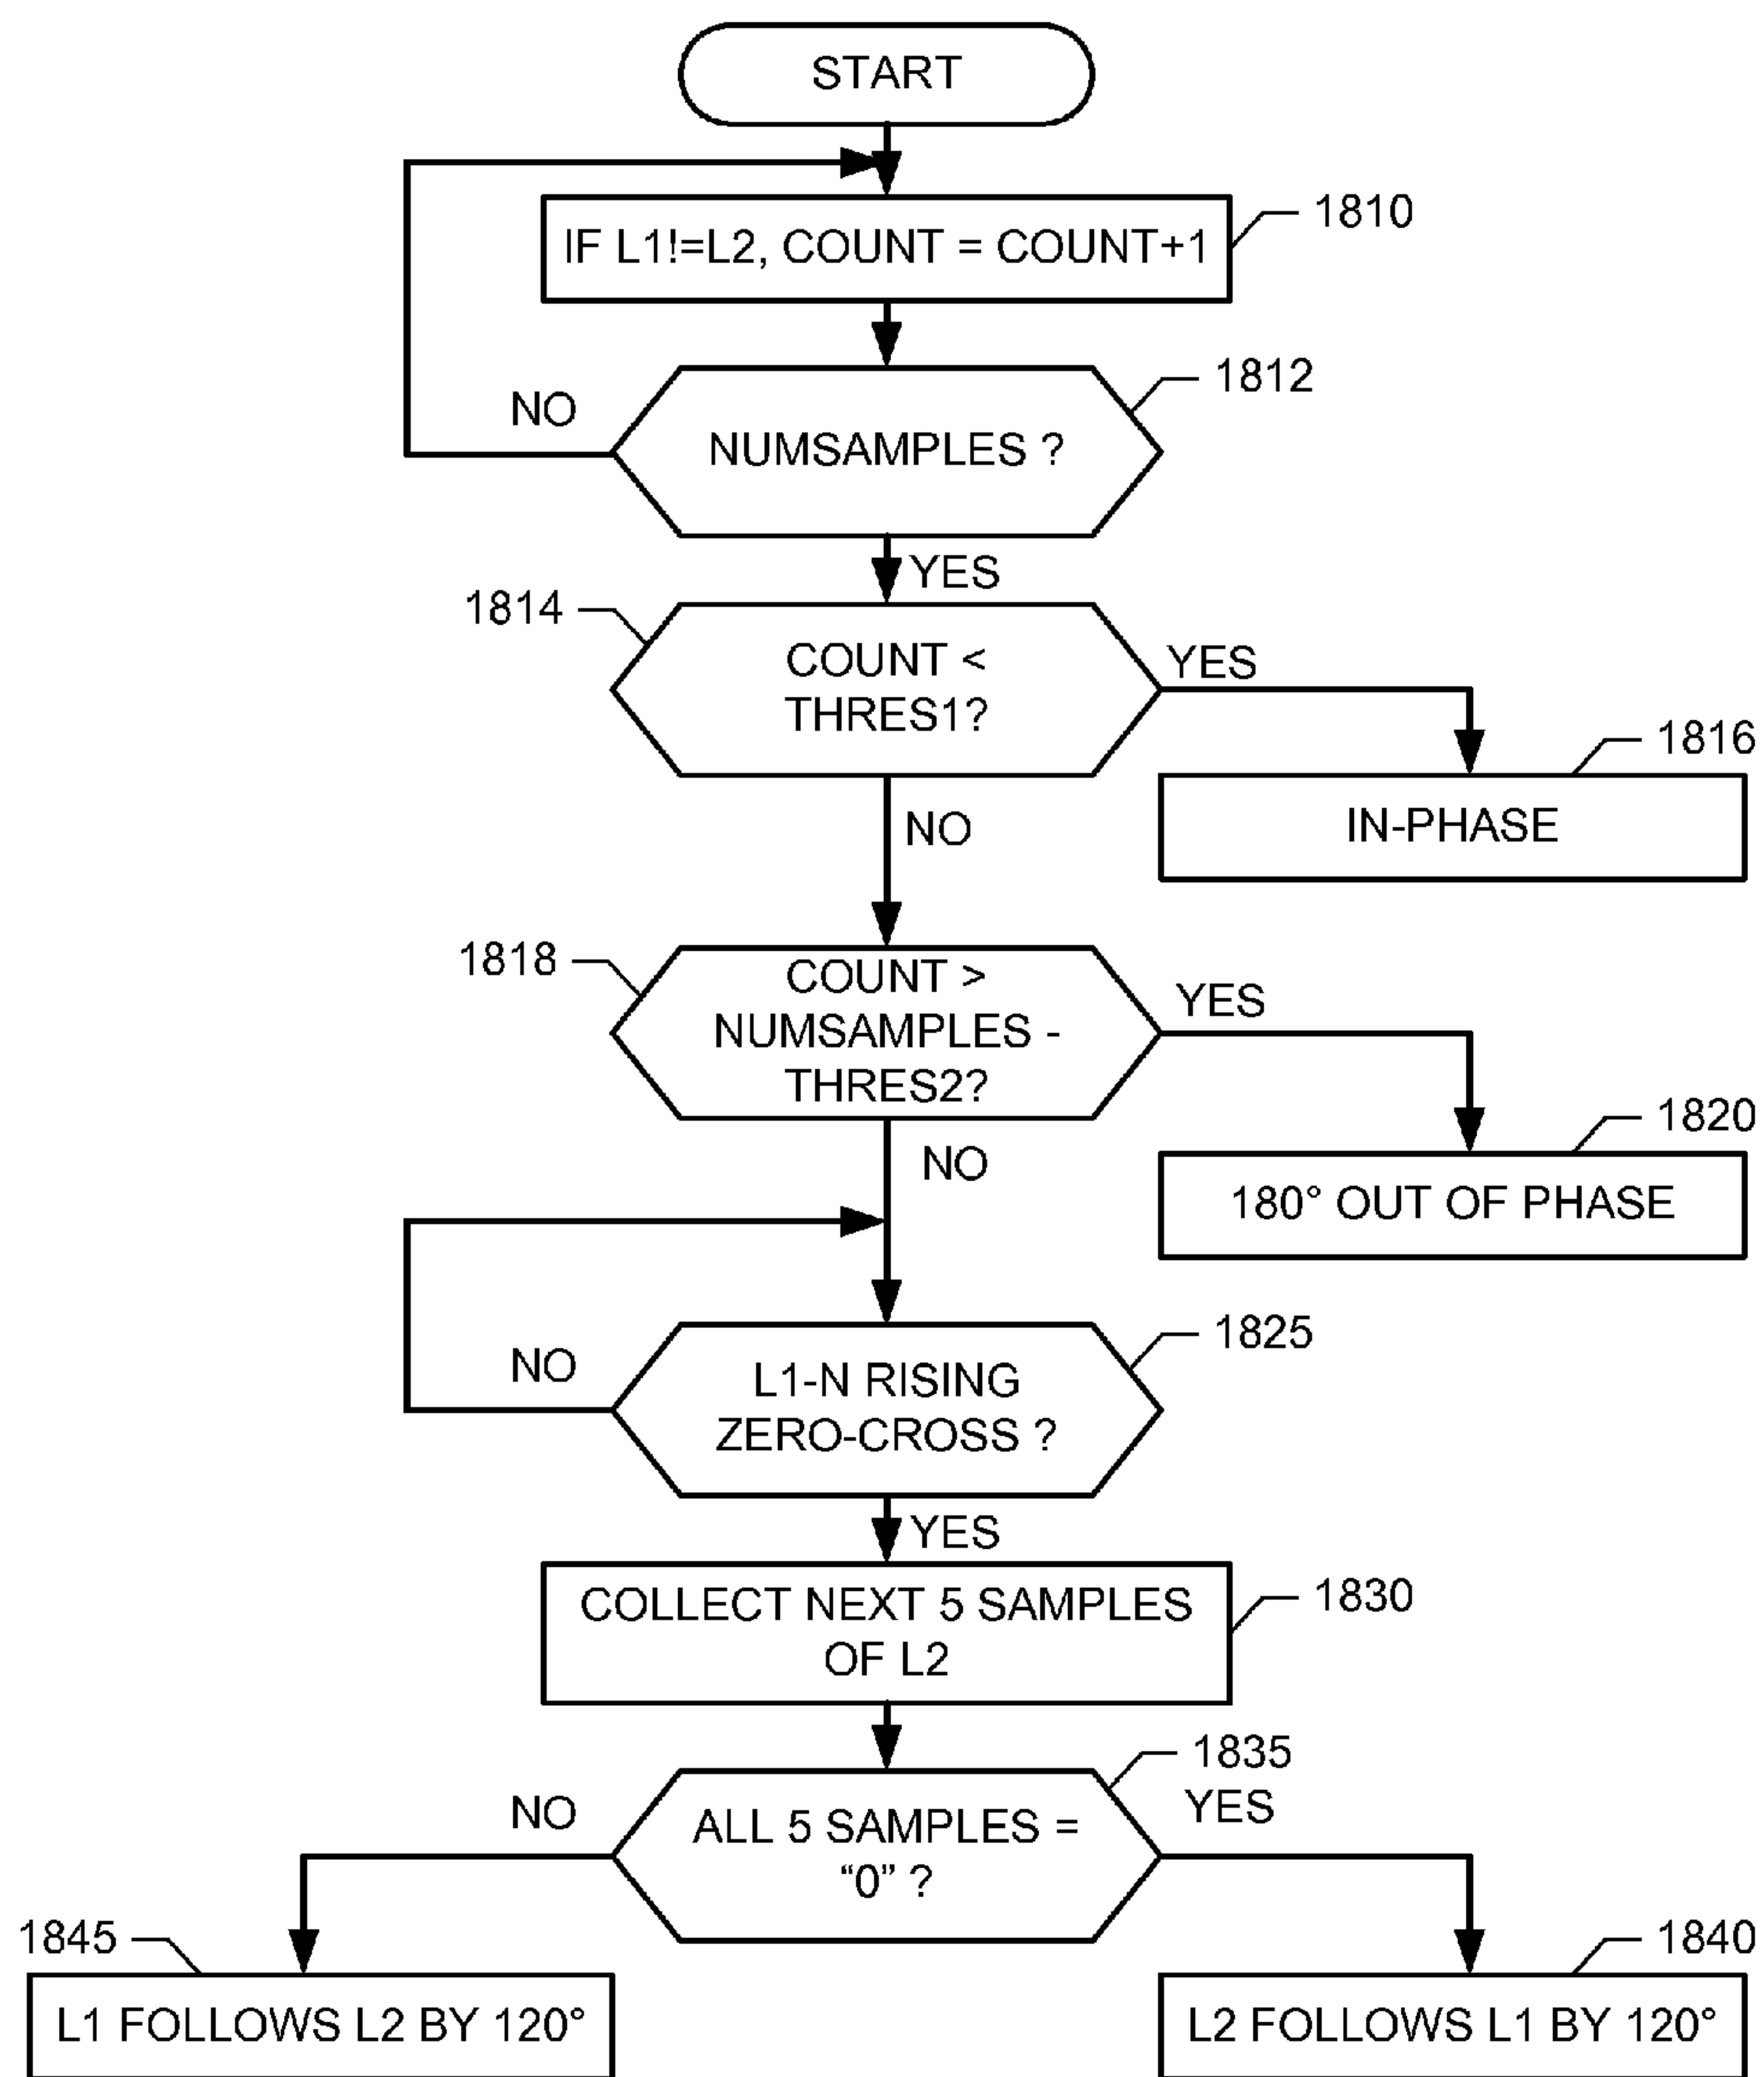 START
IF L1!=L2, COUNT = COUNT+1
1810
1812
NO
NUMSAMPLES ?
YES
1814
COUNT <
THRES1?
YES
1816
IN-PHASE
NO
1818
COUNT >
NUMSAMPLES -
THRES2?
YES
1820
180° OUT OF PHASE
NO
1825
NO
L1-N RISING
ZERO-CROSS ?
YES
COLLECT NEXT 5 SAMPLES
OF L2
1830
1835
NO
YES
ALL 5 SAMPLES =
“0” ?
1845
1840
L1 FOLLOWS L2 BY 120°
L2 FOLLOWS L1 BY 120°